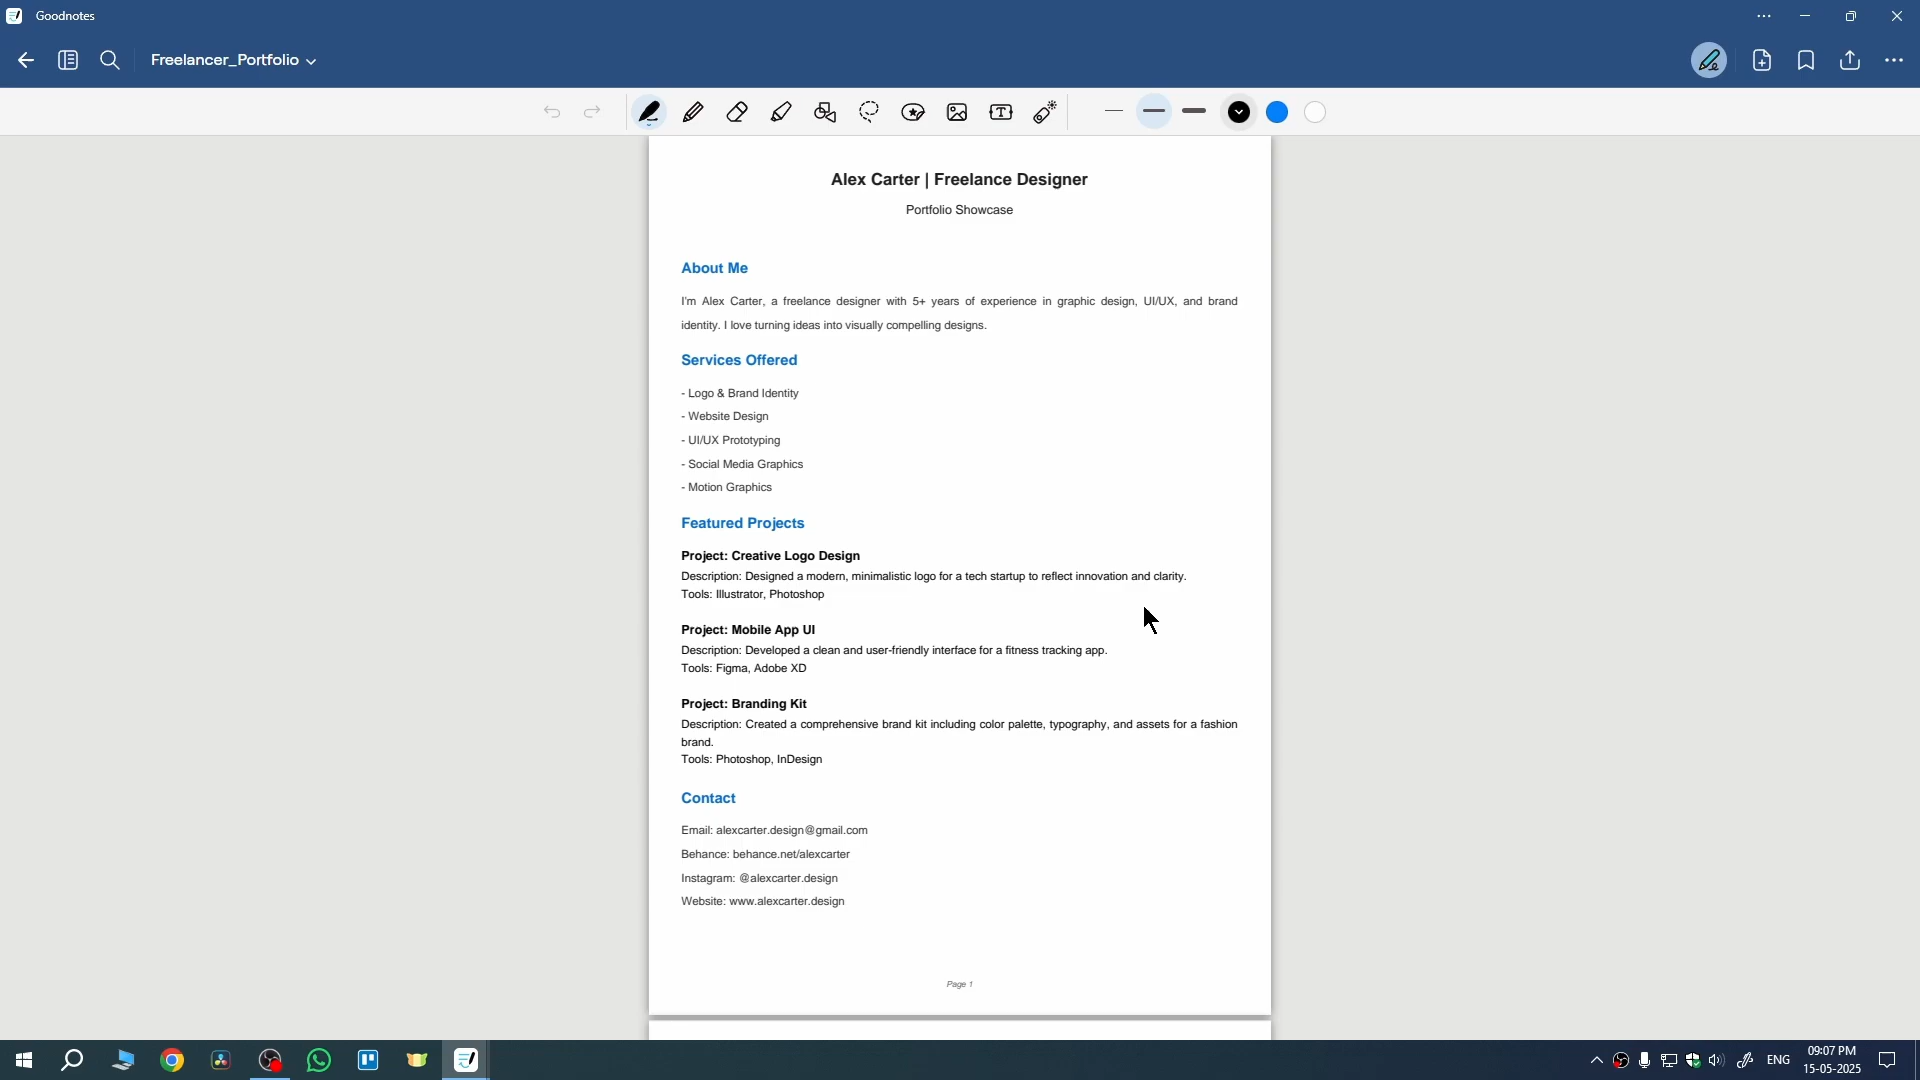 Goodnotes
Freelancer_Portfolio
Alex Carter | Freelance Designer
Portfolio Showcase
About Me
I'm Alex Carter, a freelance designer with 5+ years of experience in graphic design, UI/UX, and brand
identity. I love turning ideas into visually compelling designs.
Services Offered
- Logo & Brand Identity
- Website Design
- UI/UX Prototyping
- Social Media Graphics
- Motion Graphics
Featured Projects
Project: Creative Logo Design
Description: Designed a modern, minimalistic logo for a tech startup to reflect innovation and clarity.
Tools: Illustrator, Photoshop
Project: Mobile App UI
Description: Developed a clean and user-friendly interface for a fitness tracking app.
Tools: Figma, Adobe XD
Project: Branding Kit
Description: Created a comprehensive brand kit including color palette, typography, and assets for a fashion
brand.
Tools: Photoshop, InDesign
Contact
Email: alexcarter.design@gmail.com
Behance: behance.net/alexcarter
Instagram: @alexcarter.design
Website: www.alexcarter.design
Page 1
ENG
09:07 PM
15-05-2025